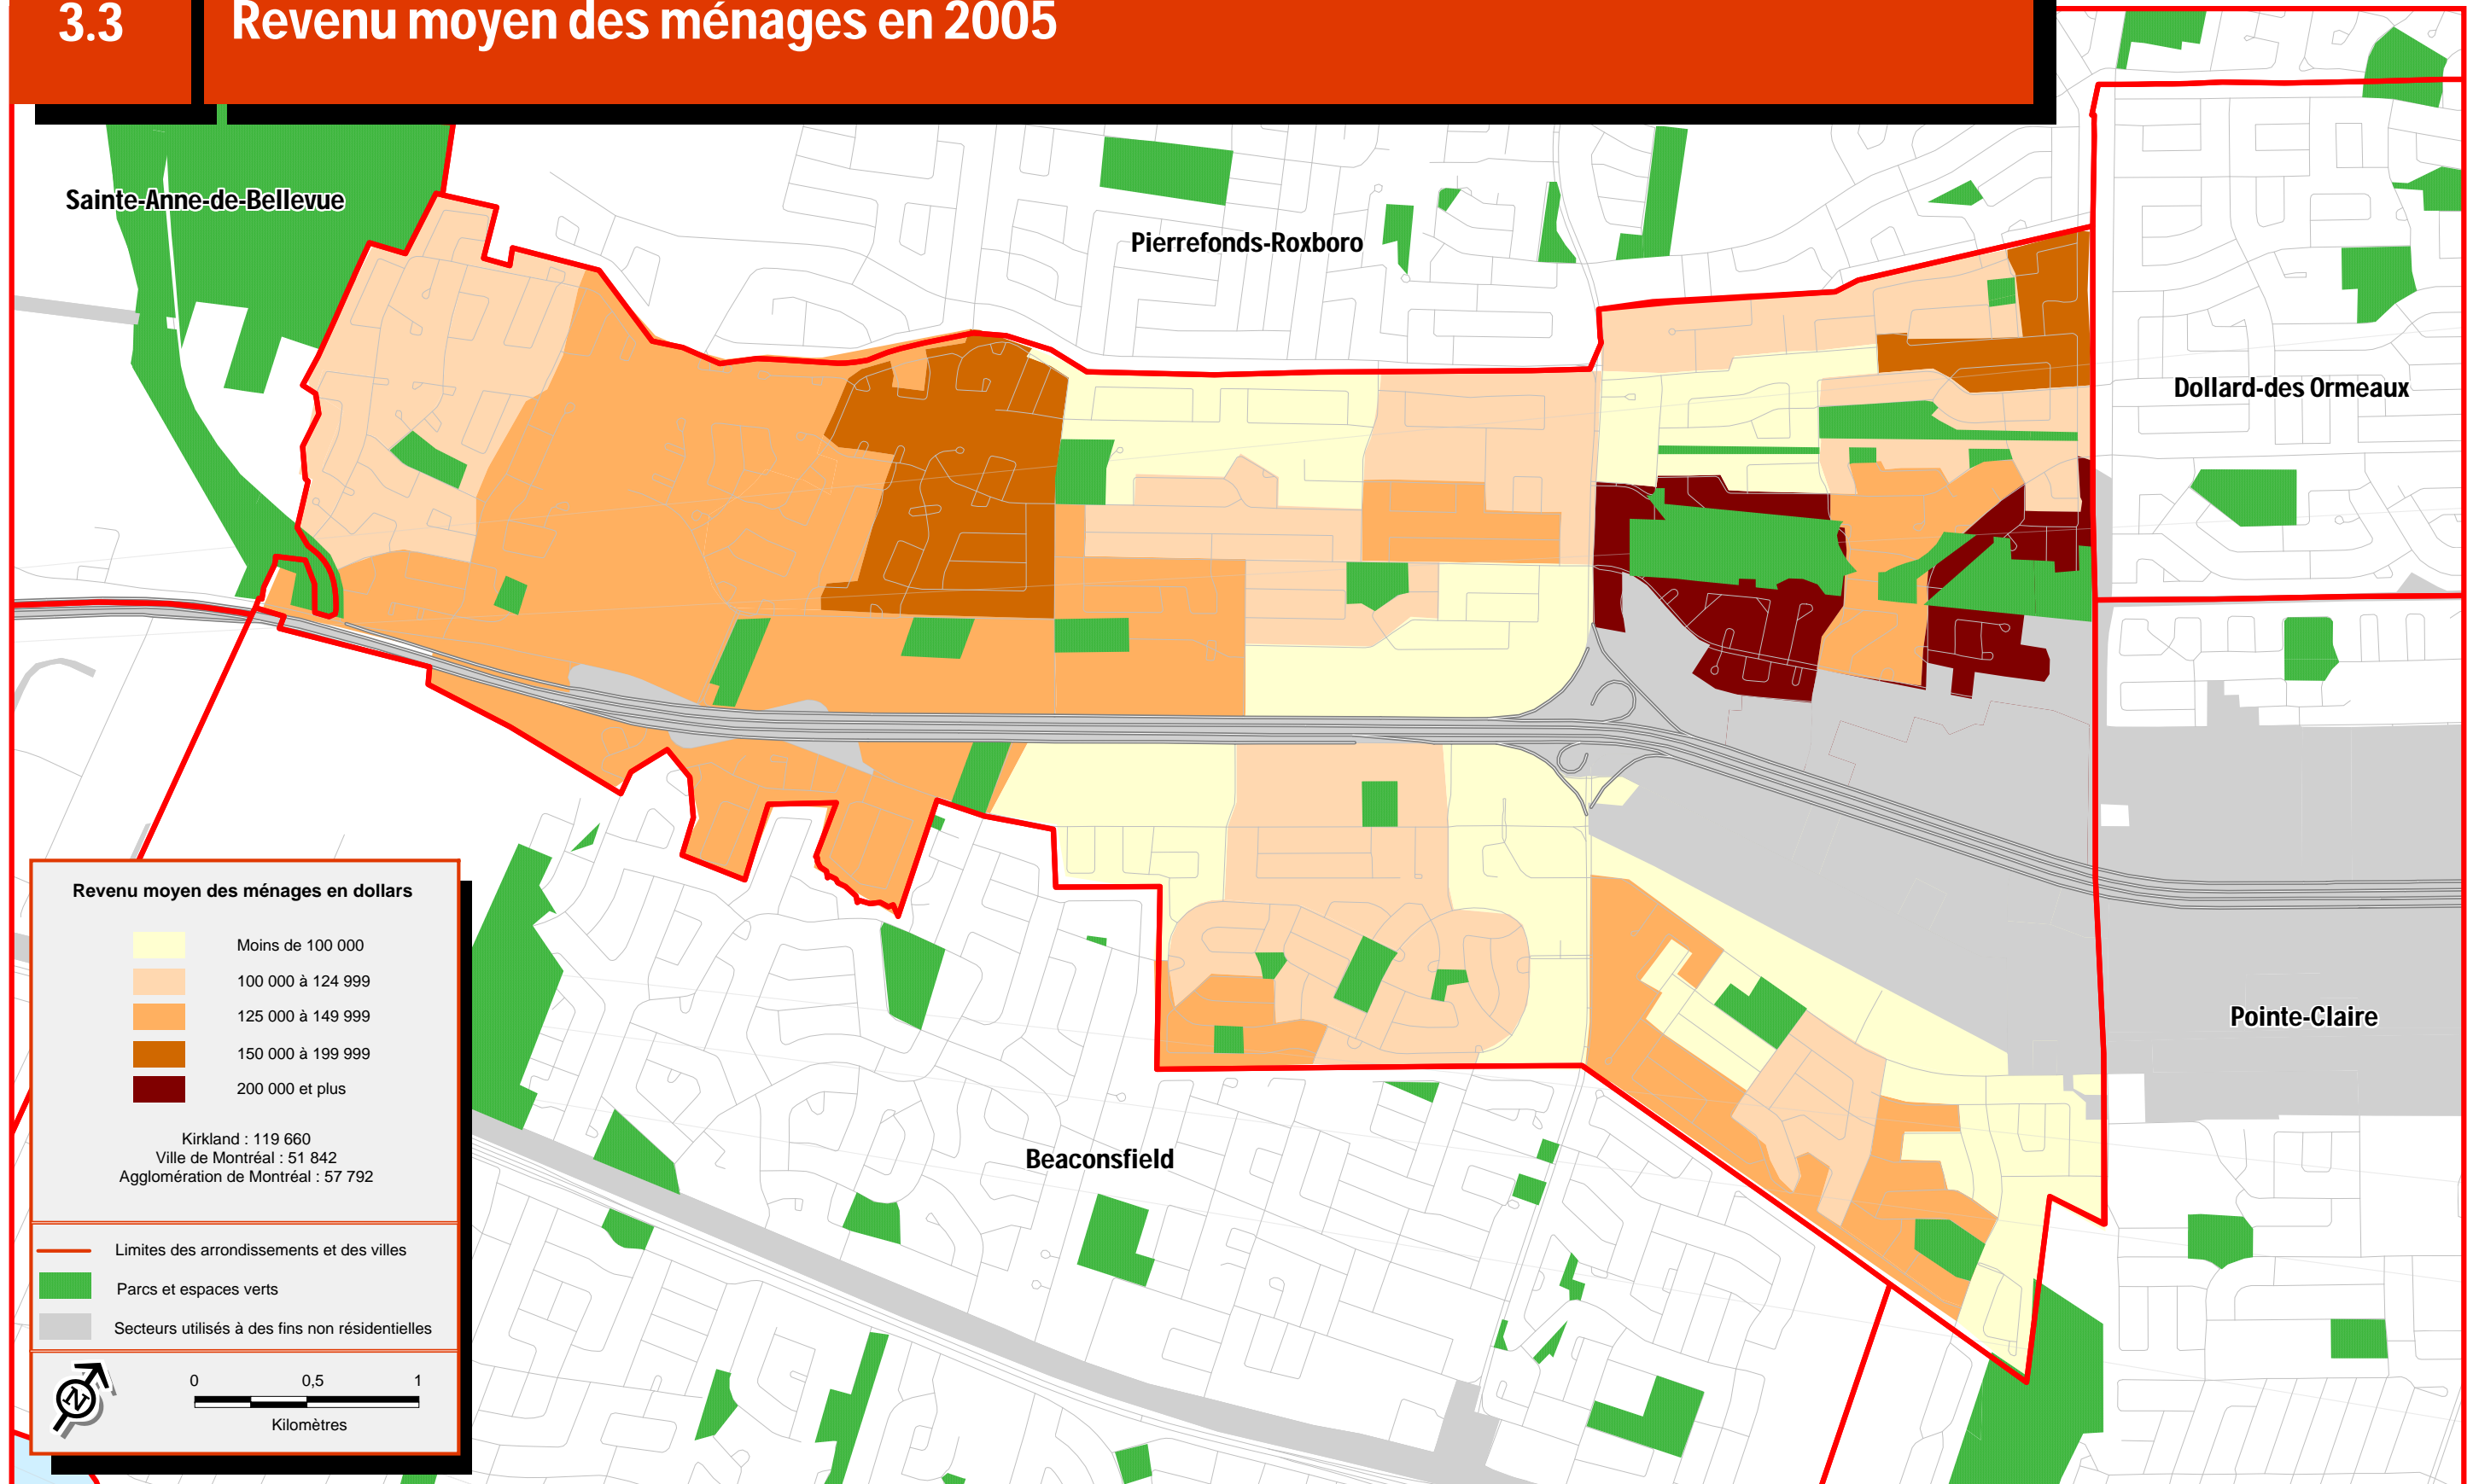 3.3
Revenu moyen des ménages en 2005
Sainte-Anne-de-Bellevue
Pierrefonds-Roxboro
Dollard-des Ormeaux
Pointe-Claire
Beaconsfield
Revenu moyen des ménages en dollars
Moins de 100 000
100 000 à 124 999
125 000 à 149 999
150 000 à 199 999
200 000 et plus
Kirkland : 119 660
Ville de Montréal : 51 842
Agglomération de Montréal : 57 792
Limites des arrondissements et des villes
Parcs et espaces verts
Secteurs utilisés à des fins non résidentielles
N
0 0,5 1
Kilomètres